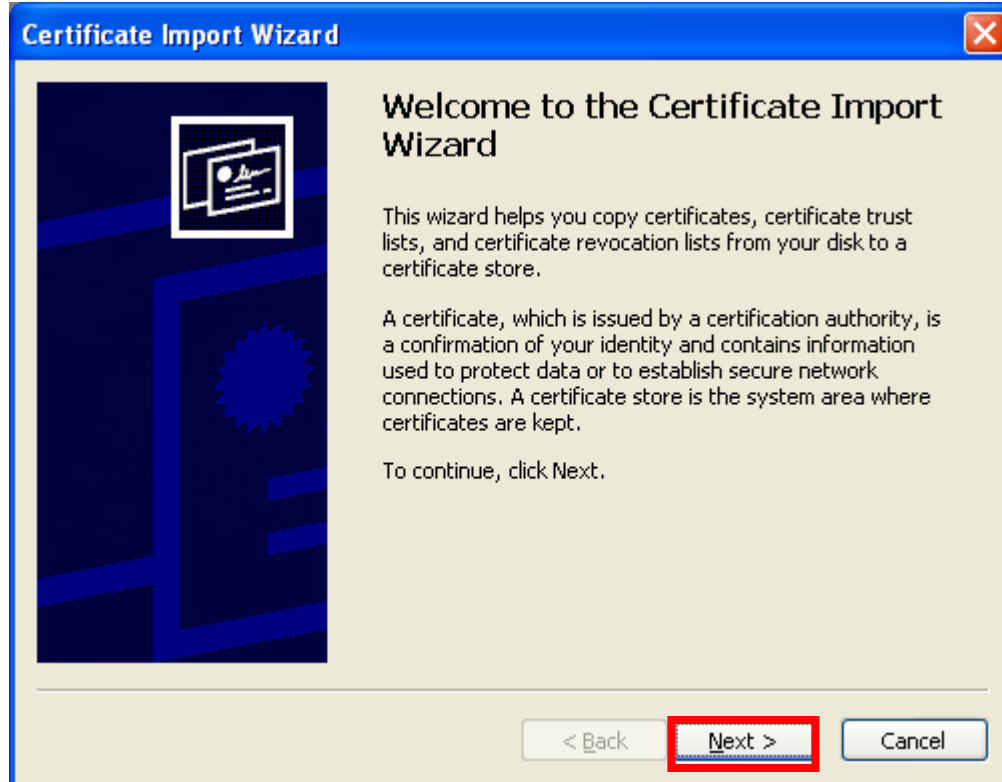 Certificate Import Wizard
Welcome to the Certificate Import
Wizard
This wizard helps you copy certificates, certificate trust
lists, and certificate revocation lists from your disk to a
certificate store.
A certificate, which is issued by a certification authority, is
a confirmation of your identity and contains information
used to protect data or to establish secure network
connections. A certificate store is the system area where
certificates are kept.
To continue, click Next.
< Back Next > Cancel